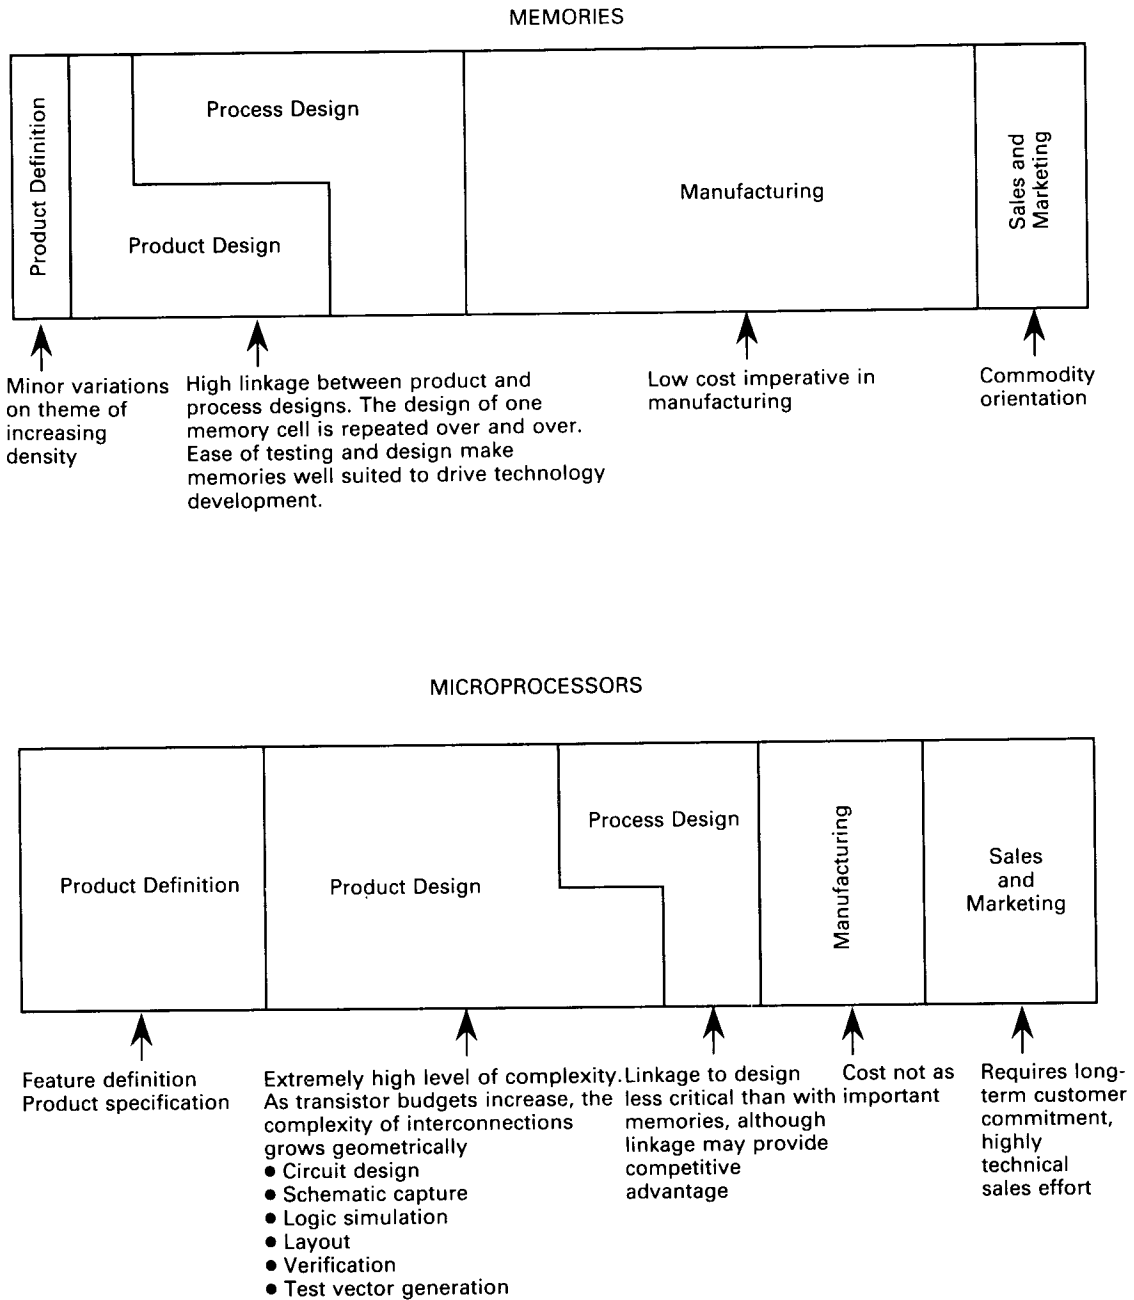 MEMORIES
Product Definition
Process Design
Product Design
Manufacturing
Sales and
Marketing
Minor variations
on theme of
increasing
density
High linkage between product and
process designs. The design of one
memory cell is repeated over and over.
Ease of testing and design make
memories well suited to drive technology
development.
Low cost imperative in
manufacturing
Commodity
orientation
MICROPROCESSORS
Product Definition
Product Design
Process Design
Manufacturing
Sales
and
Marketing
Feature definition
Product specification
Extremely high level of complexity.
As transistor budgets increase, the
complexity of interconnections
grows geometrically
● Circuit design
● Schematic capture
● Logic simulation
● Layout
● Verification
● Test vector generation
Linkage to design
less critical than with
memories, although
linkage may provide
competitive
advantage
Cost not as
important
Requires long-
term customer
commitment,
highly
technical
sales effort